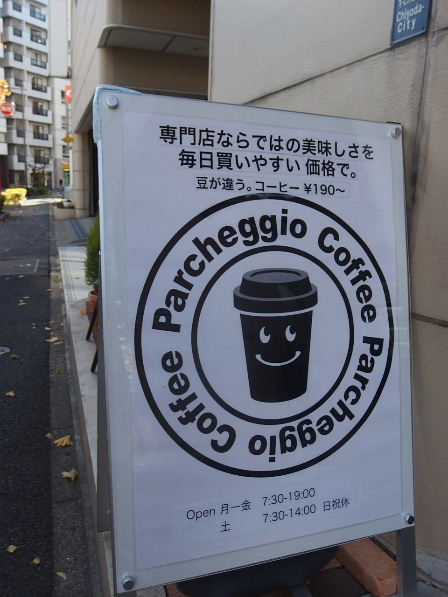 専門店ならではの美味しさを
毎日買いやすい 価格で。
豆が違う。コーヒー ¥190〜
Parcheggio Coffee Parcheggio Coffee
Open 月ー金 7:30-19:00
土 7:30-14:00 日祝休
Chiyoda-
City